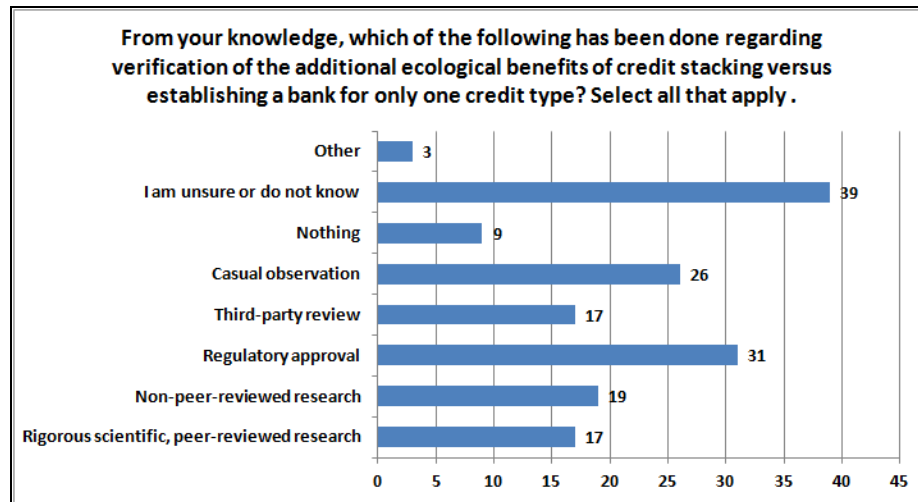 From your knowledge, which of the following has been done regarding
verification of the additional ecological benefits of credit stacking versus
establishing a bank for only one credit type? Select all that apply .
Other 3
I am unsure or do not know 39
Nothing 9
Casual observation 26
Third-party review 17
Regulatory approval 31
Non-peer-reviewed research 19
Rigorous scientific, peer-reviewed research 17
0 5 10 15 20 25 30 35 40 45